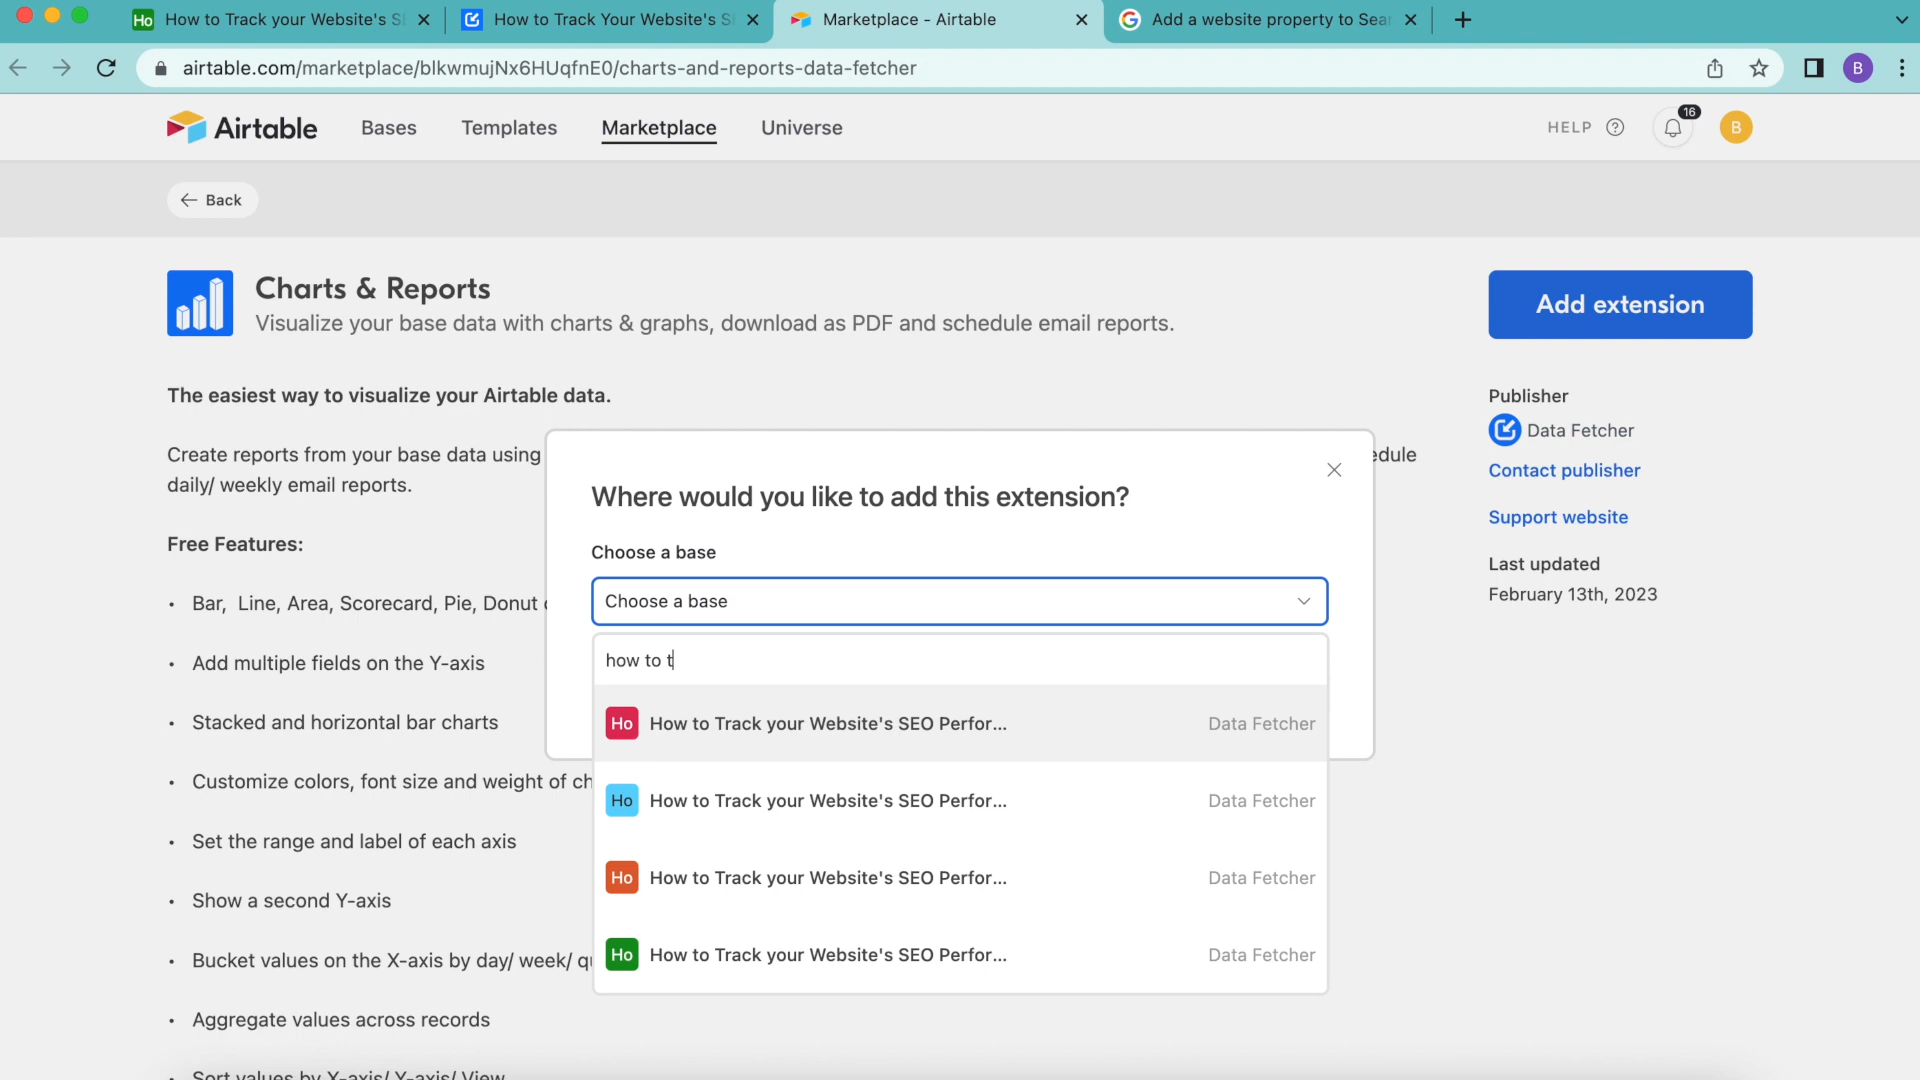 Ho How to Track your Website's S
How to Track Your Website's S
Marketplace - Airtable
Add a website property to Sear
airtable.com/marketplace/blkwmujNx6HUqfnE0/charts-and-reports-data-fetcher
B
Airtable
Bases
Templates
Marketplace
Universe
HELP
16
B
Back
Charts & Reports
Visualize your base data with charts & graphs, download as PDF and schedule email reports.
Add extension
The easiest way to visualize your Airtable data.
Create reports from your base data using
edule
daily/ weekly email reports.
Free Features:
• Bar, Line, Area, Scorecard, Pie, Donut
• Add multiple fields on the Y-axis
• Stacked and horizontal bar charts
• Customize colors, font size and weight of ch
• Set the range and label of each axis
• Show a second Y-axis
• Bucket values on the X-axis by day/ week/ qu
• Aggregate values across records
• Sort values by X-axis/ Y-axis/ View
Publisher
Data Fetcher
Contact publisher
Support website
Last updated
February 13th, 2023
Where would you like to add this extension?
Choose a base
Choose a base
how to t
Ho How to Track your Website's SEO Perfor... Data Fetcher
Ho How to Track your Website's SEO Perfor... Data Fetcher
Ho How to Track your Website's SEO Perfor... Data Fetcher
Ho How to Track your Website's SEO Perfor... Data Fetcher